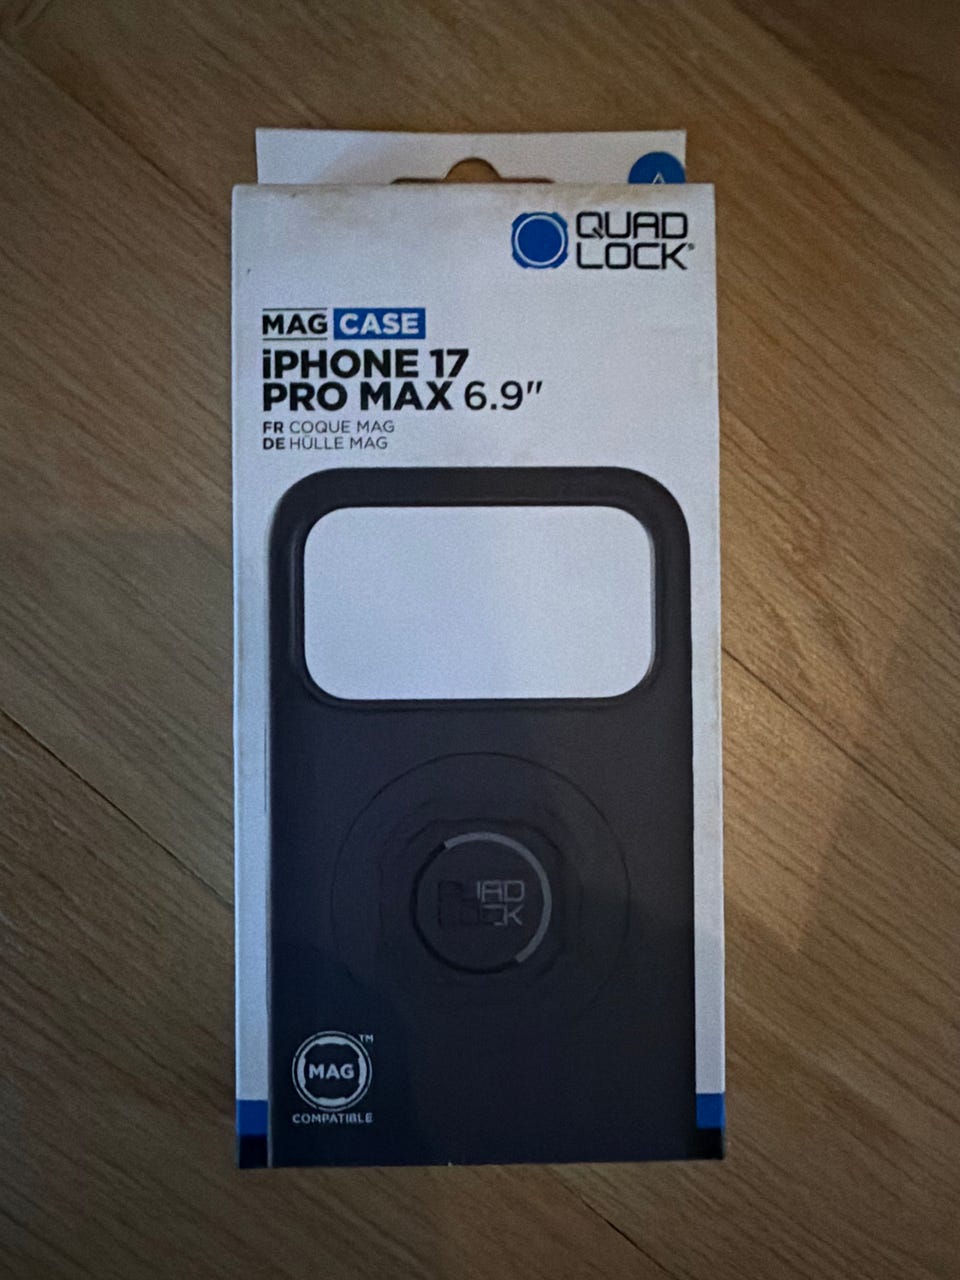 QUAD
LOCK®
MAG CASE
iPHONE 17
PRO MAX 6.9"
FR COQUE MAG
DE HÜLLE MAG
QUAD
LOCK
MAG
TM
COMPATIBLE